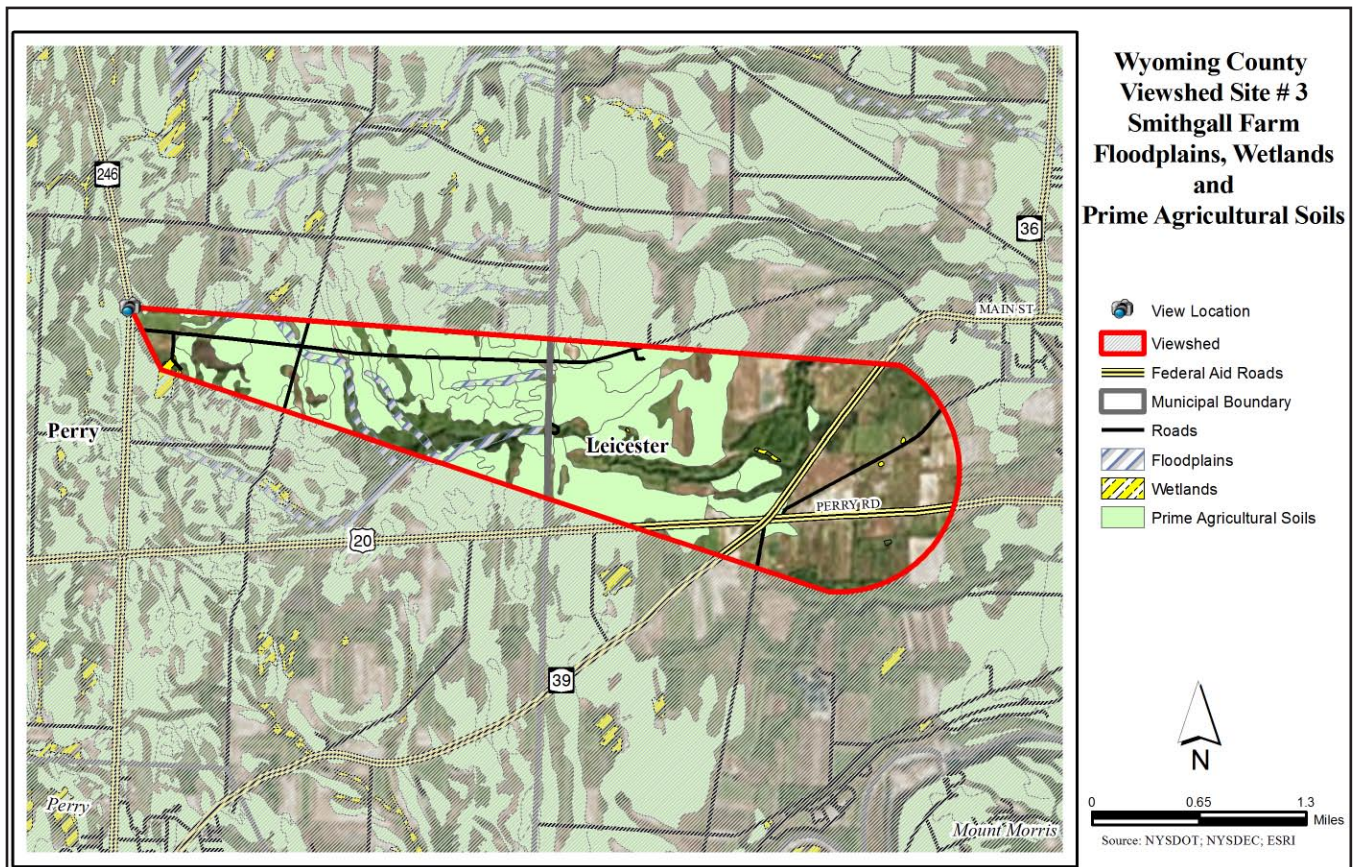 Wyoming County
Viewshed Site # 3
Smithgall Farm
Floodplains, Wetlands
and
Prime Agricultural Soils
View Location
Viewshed
Federal Aid Roads
Municipal Boundary
Roads
Floodplains
Wetlands
Prime Agricultural Soils
N
0 0.65 1.3
Miles
Source: NYSDOT; NYSDEC; ESRI
246
36
MAIN ST
Perry
Leicester
PERRY RD
20
39
Perry
Mount Morris